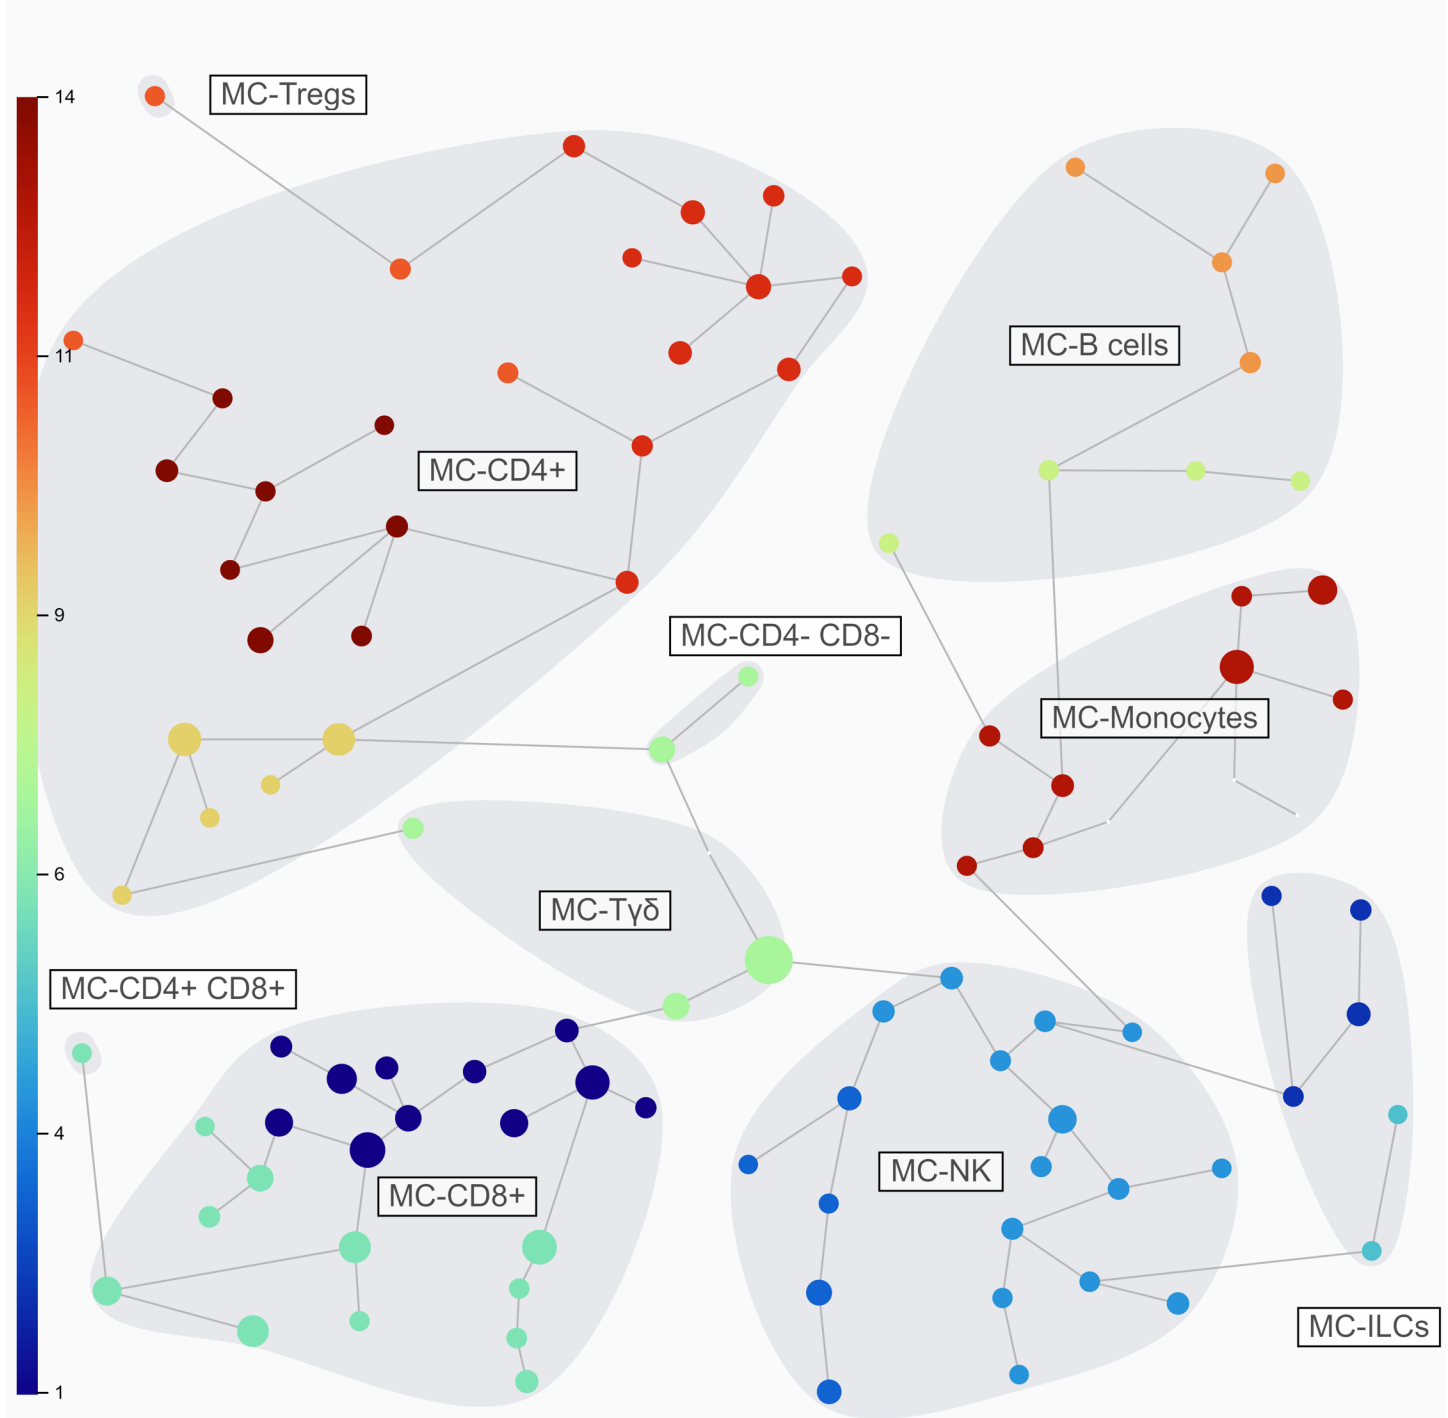 MC-Tregs
14
MC-B cells
11
MC-CD4+
9
MC-CD4- CD8-
MC-Monocytes
6
MC-Tγδ
MC-CD4+ CD8+
4
MC-NK
MC-CD8+
MC-ILCs
1